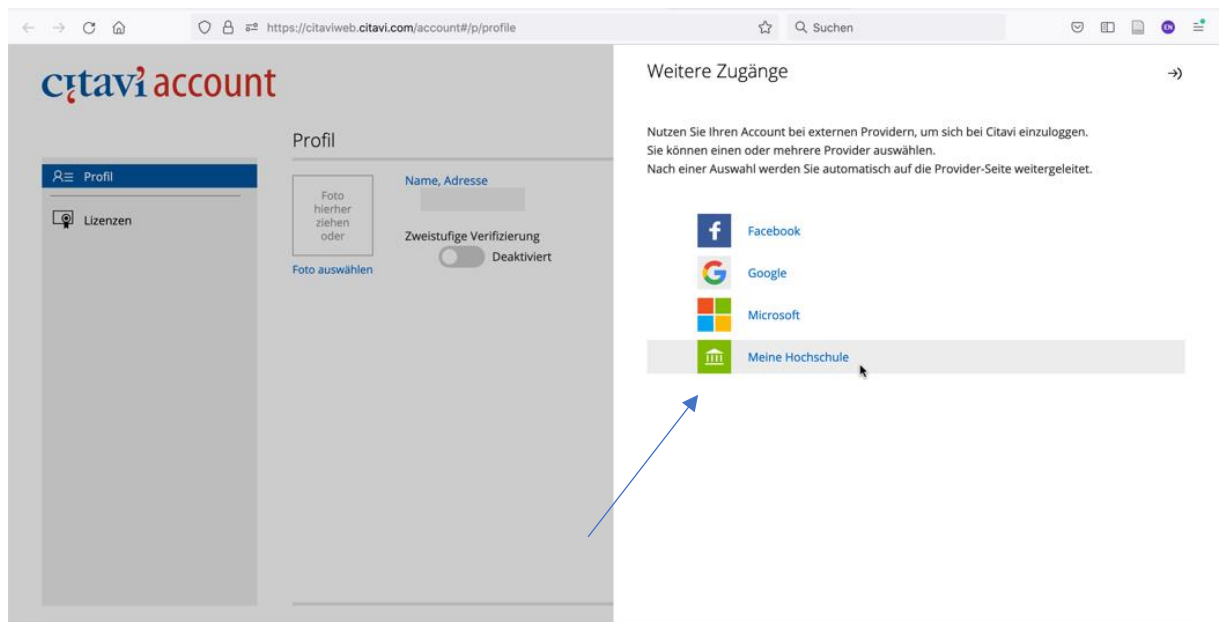 https://citaviweb.citavi.com/account#/p/profile
Suchen
EN
citavi account
Profil
Profil
Lizenzen
Foto
hierher
ziehen
oder
Foto auswählen
Name, Adresse
Zweistufige Verifizierung
Deaktiviert
Weitere Zugänge
Nutzen Sie Ihren Account bei externen Providern, um sich bei Citavi einzuloggen.
Sie können einen oder mehrere Provider auswählen.
Nach einer Auswahl werden Sie automatisch auf die Provider-Seite weitergeleitet.
Facebook
Google
Microsoft
Meine Hochschule